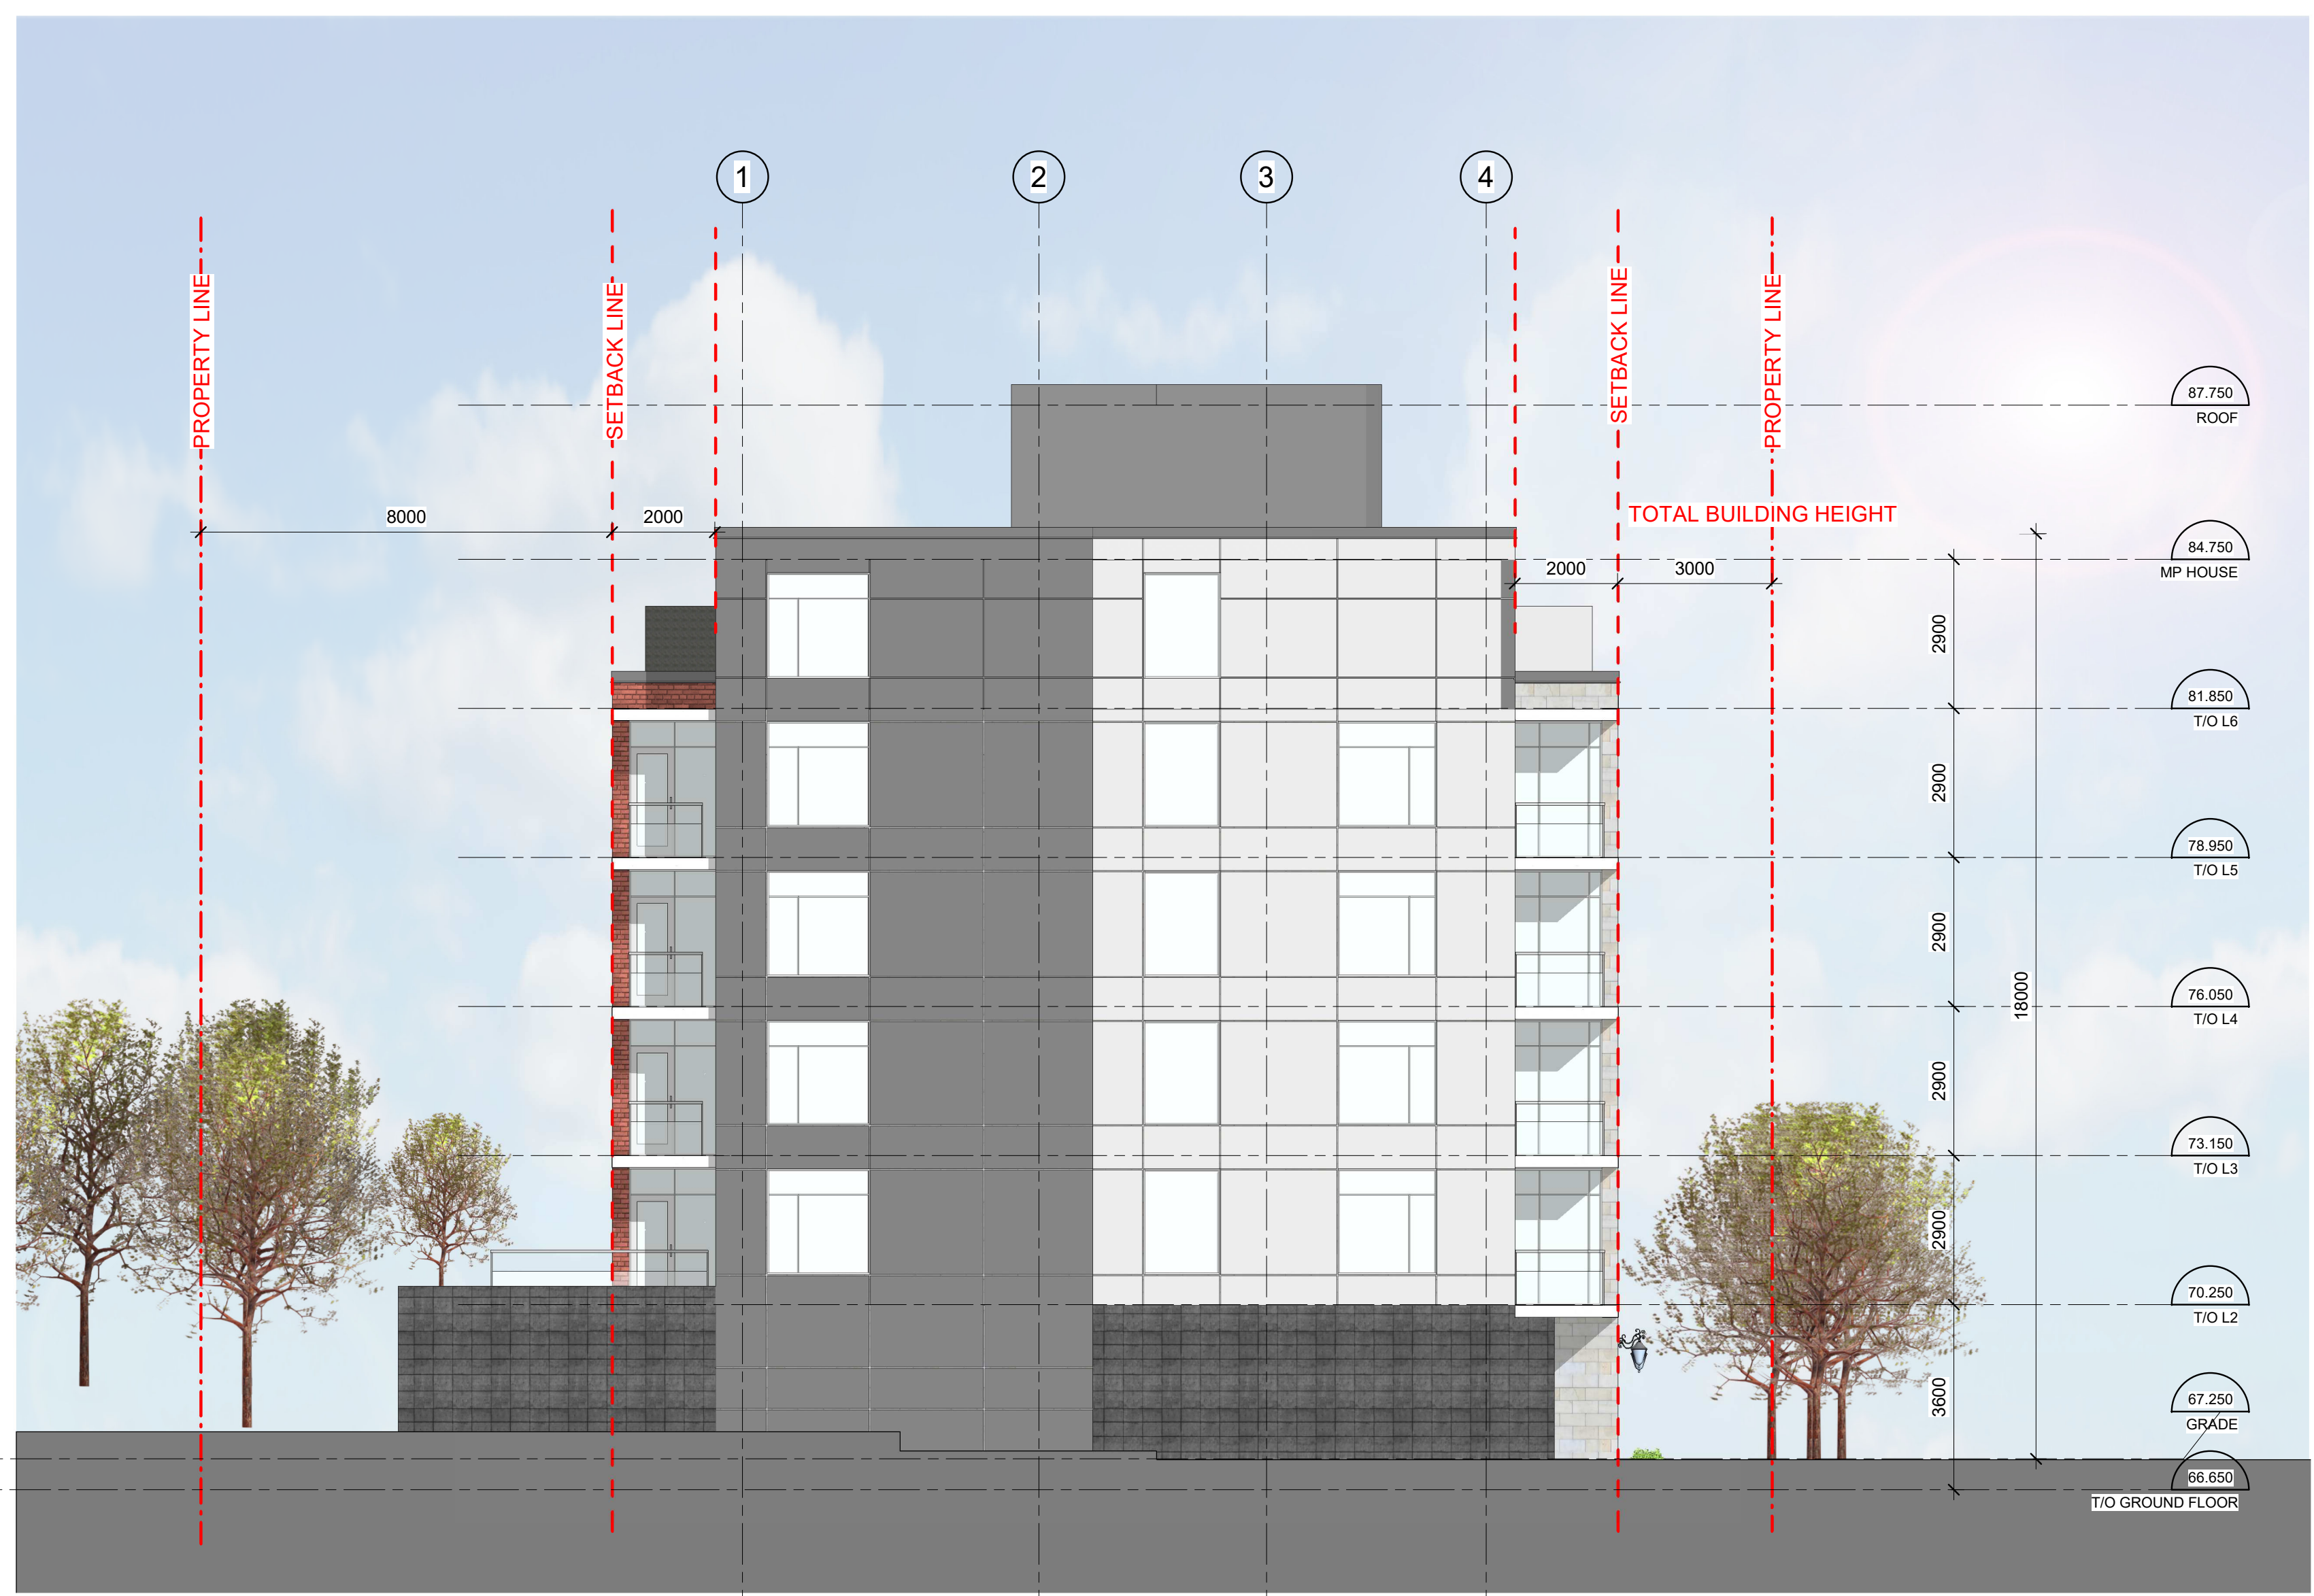 1
2
3
4
PROPERTY LINE
SETBACK LINE
SETBACK LINE
PROPERTY LINE
87.750
ROOF
8000
2000
TOTAL BUILDING HEIGHT
84.750
MP HOUSE
2000
3000
2900
81.850
T/O L6
2900
78.950
T/O L5
2900
76.050
T/O L4
18000
2900
73.150
T/O L3
2900
70.250
T/O L2
3600
67.250
GRADE
66.650
T/O GROUND FLOOR